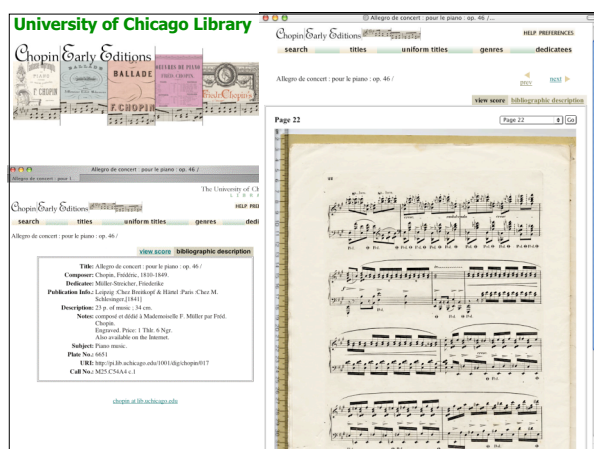 University of Chicago Library
Chopin Early Editions
BALLADE
F. CHOPIN
F. CHOPIN
Allegro de concert : pour le piano : op. 46 /
Allegro de concert : pour l...
The University of Ch
Chopin Early Editions
HELP PREF
search titles uniform titles genres dedi
Allegro de concert : pour le piano : op. 46 /
view score bibliographic description
Title: Allegro de concert : pour le piano : op. 46 /
Composer: Chopin, Frédéric, 1810-1849.
Dedicatee: Müller-Streicher, Friederike
Publication Info.: Leipzig :Chez Breitkopf & Härtel ;Paris :Chez M.
Schlesinger,[1841]
Description: 23 p. of music ; 34 cm.
Notes: composé et dédié à Mademoiselle F. Müller par Fréd.
Chopin.
Engraved. Price: 1 Thlr. 6 Ngr.
Also available on the Internet.
Subject: Piano music.
Plate No.: 6651
URI: http://pi.lib.uchicago.edu/1001/dig/chopin/017
Call No.: M25.C54A4 c.1
chopin at lib.uchicago.edu
Allegro de concert : pour le piano : op. 46 /...
Chopin Early Editions
HELP PREFERENCES
search titles uniform titles genres dedicatees
Allegro de concert : pour le piano : op. 46 /
prev next
view score bibliographic description
Page 22
Page 22 Go
22